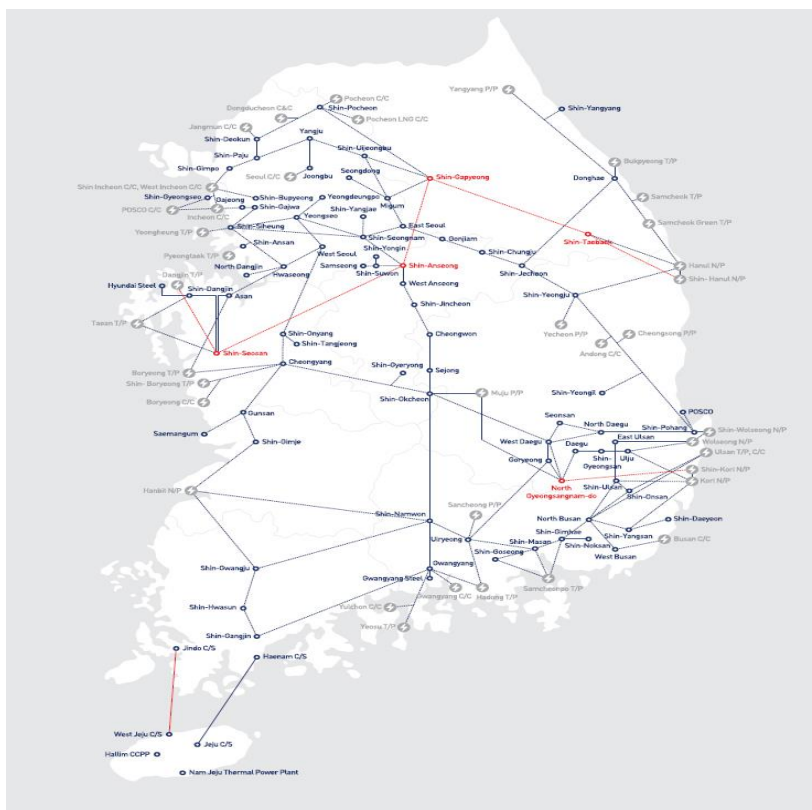 Pocheon C/C
Dongducheon C&C
Shin-Pocheon
Yangyang P/P
Pocheon LNG C/C
Shin-Yangyang
Jangmun C/C
Yangju
Shin-Deokun
Shin-Uijeongbu
Shin-Paju
Bukpyeong T/P
Seongdong
Shin-Gimpo
Seoul C/C
Joongbu
Shin-Gapyeong
Donghae
Shin Incheon C/C, West Incheon C/C
Migum
Samcheok T/P
Shin-Gyeongseo
Gajeong
Shin-Bupyeong
Yeongdeungpo
Shin-Gajwa
Shin-Yangjae
POSCO C/C
Incheon C/C
Yeongseo
East Seoul
Samcheok Green T/P
Yeongheung T/P
Shin-Siheung
Shin-Seongnam
Gonjiam
Shin-Taebaek
Shin-Ansan
Shin-Yongin
Shin-Chungju
Pyeongtaek T/P
West Seoul
Samseong
Shin-Anseong
Hanul N/P
North Dangjin
Hwaseong
Shin-Suwon
Shin-Jecheon
Dangjin T/P
Shin- Hanul N/P
Hyundai Steel
Shin-Dangjin
Asan
West Anseong
Shin-Yeongju
Shin-Jincheon
Taean T/P
Yecheon P/P
Cheongsong P/P
Shin-Onyang
Cheongwon
Shin-Tangjeong
Andong C/C
Shin-Seosan
Cheongyang
Boryeong T/P
Shin-Gyeryong
Sejong
Shin- Boryeong T/P
Shin-Okcheon
Muju P/P
Shin-Yeongil
Boryeong C/C
POSCO
Gunsan
Seonsan
North Daegu
Shin-Pohang
Shin-Wolseong N/P
Saemangum
Shin-Gimje
West Daegu
Daegu
East Ulsan
Wolseong N/P
Ulsan T/P, C/C
Goryeong
Shin-
Gyeongsan
Ulju
Shin-Kori N/P
North
Gyeongsangnam-do
Shin-Ulsan
Kori N/P
Hanbil N/P
Shin-Onsan
Sancheong P/P
Shin-Namwon
North Busan
Shin-Daeyeon
Uiryeong
Shin-Gimhae
Shin-Masan
Shin-Noksan
Shin-Yangsan
Busan C/C
Shin-Goseong
West Busan
Shin-Gwangju
Gwangyang
Gwangyang Steel
Samcheonpo T/P
Gwangyang C/C
Hadong T/P
Shin-Hwasun
Yulchon C/C
Yeosu T/P
Shin-Gangjin
Jindo C/S
Haenam C/S
West Jeju C/S
Jeju C/S
Hallim CCPP
Nam Jeju Thermal Power Plant